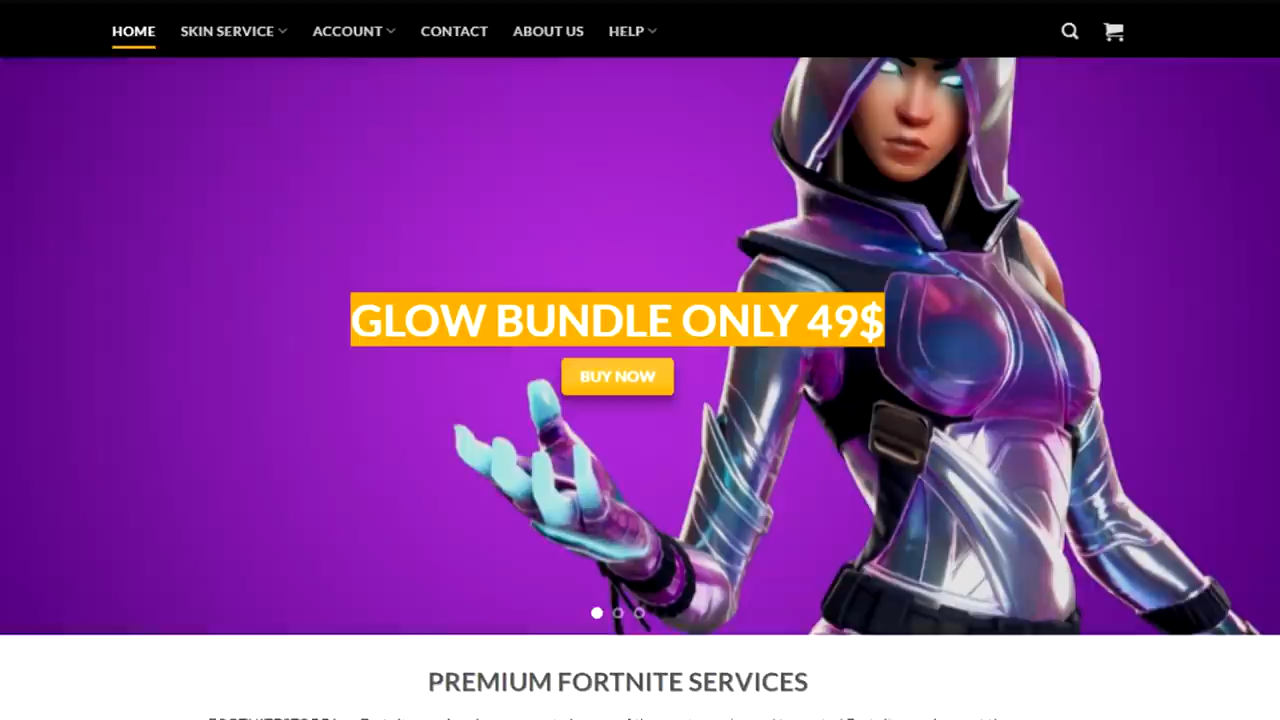 HOME SKIN SERVICE ACCOUNT CONTACT ABOUT US HELP
GLOW BUNDLE ONLY 49$
BUY NOW
PREMIUM FORTNITE SERVICES